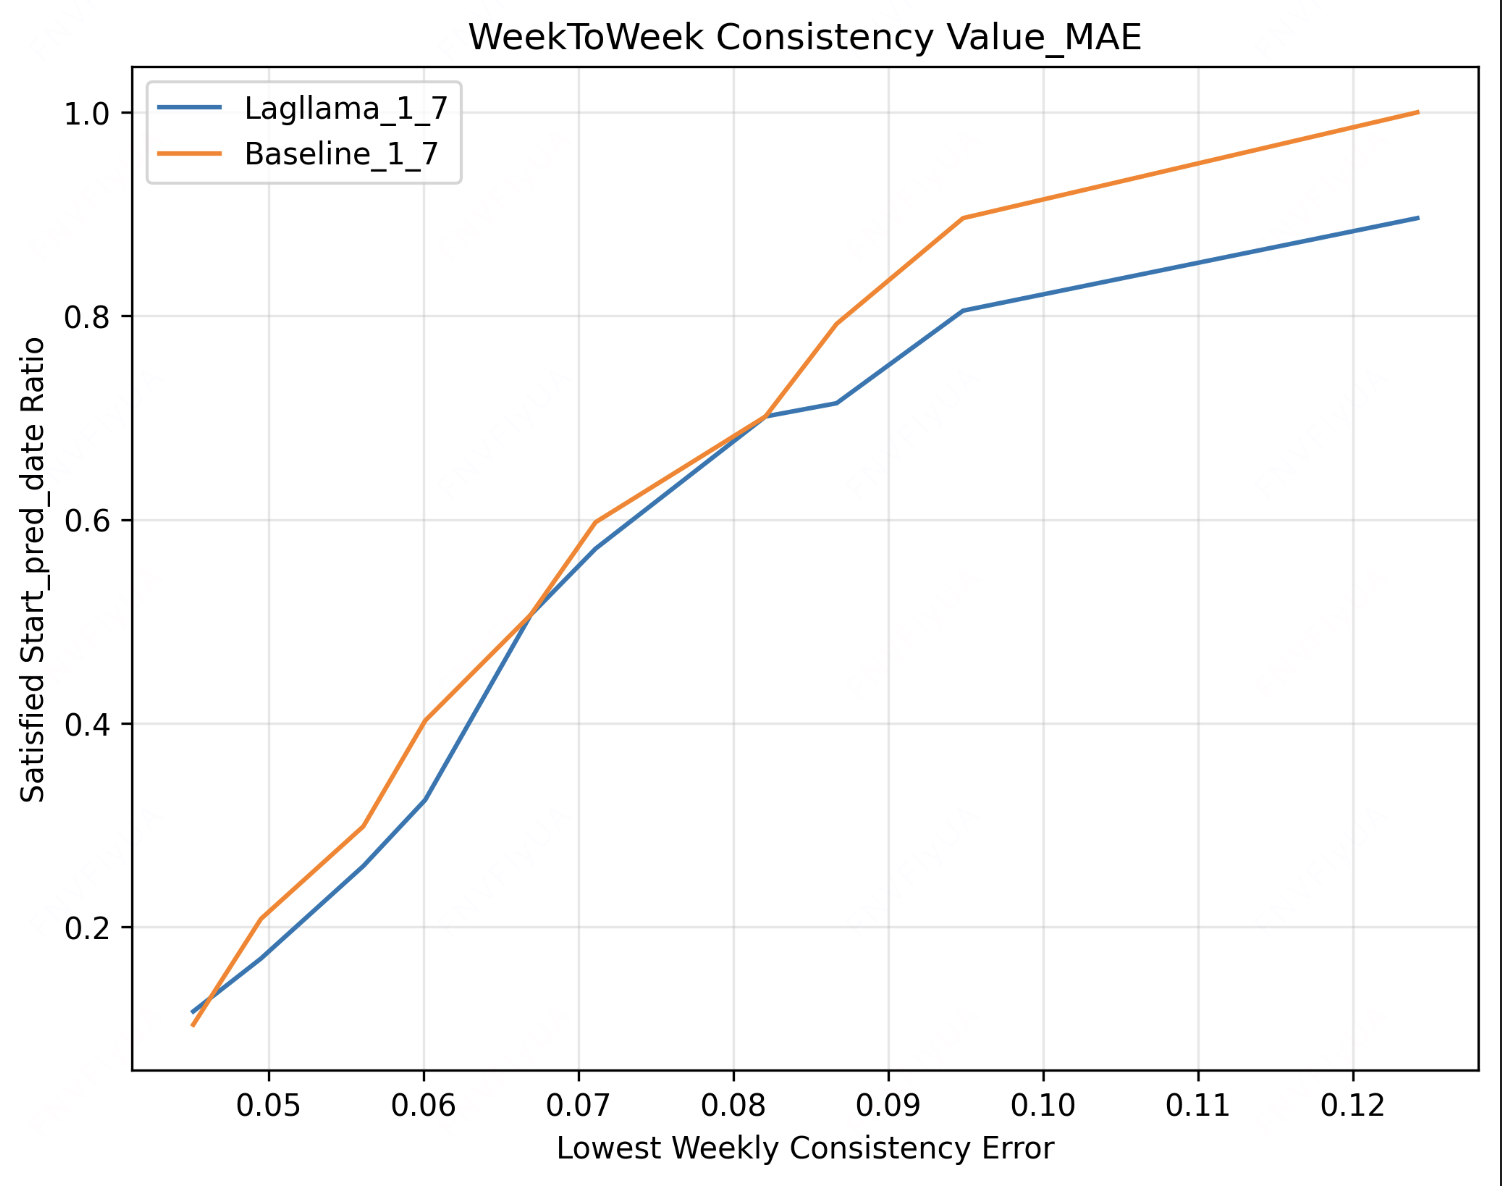 WeekToWeek Consistency Value_MAE
Lagllama_1_7
Baseline_1_7
1.0
0.8
0.6
0.4
0.2
Satisfied Start_pred_date Ratio
0.05 0.06 0.07 0.08 0.09 0.10 0.11 0.12
Lowest Weekly Consistency Error